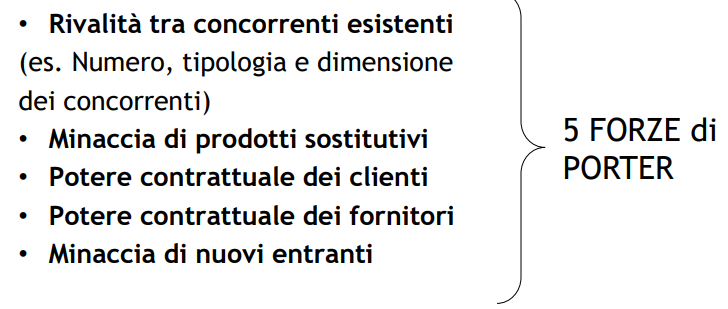 • Rivalità tra concorrenti esistenti
(es. Numero, tipologia e dimensione
dei concorrenti)
• Minaccia di prodotti sostitutivi
• Potere contrattuale dei clienti
• Potere contrattuale dei fornitori
• Minaccia di nuovi entranti
5 FORZE di
PORTER